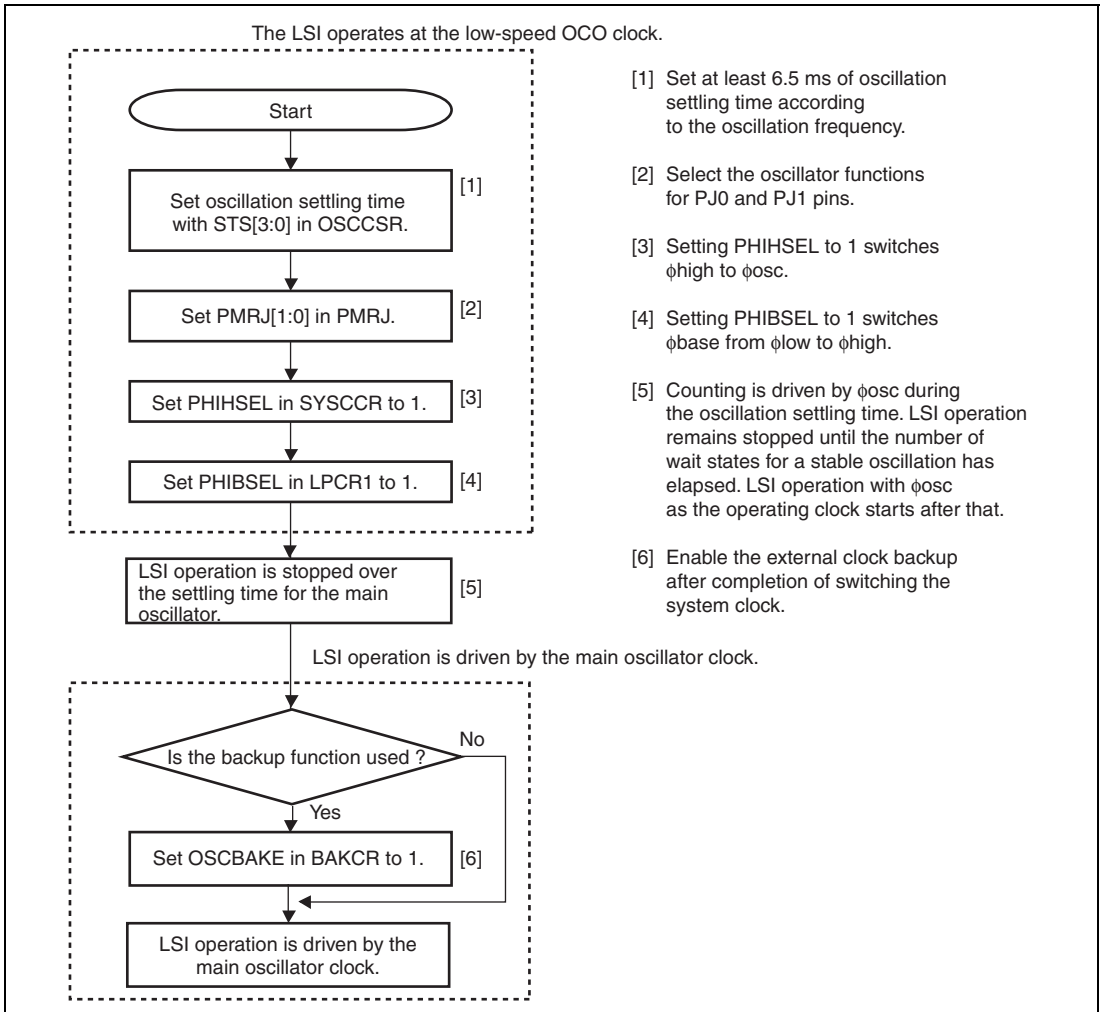 The LSI operates at the low-speed OCO clock.
Start
Set oscillation settling time
with STS[3:0] in OSCCSR.
[1]
Set PMRJ[1:0] in PMRJ.
[2]
Set PHIHSEL in SYSCCR to 1.
[3]
Set PHIBSEL in LPCR1 to 1.
[4]
LSI operation is stopped over
the settling time for the main
oscillator.
[5]
LSI operation is driven by the main oscillator clock.
Is the backup function used ?
No
Yes
Set OSCBAKE in BAKCR to 1.
[6]
LSI operation is driven by the
main oscillator clock.
[1] Set at least 6.5 ms of oscillation
settling time according
to the oscillation frequency.
[2] Select the oscillator functions
for PJ0 and PJ1 pins.
[3] Setting PHIHSEL to 1 switches
ϕhigh to ϕosc.
[4] Setting PHIBSEL to 1 switches
ϕbase from ϕlow to ϕhigh.
[5] Counting is driven by ϕosc during
the oscillation settling time. LSI operation
remains stopped until the number of
wait states for a stable oscillation has
elapsed. LSI operation with ϕosc
as the operating clock starts after that.
[6] Enable the external clock backup
after completion of switching the
system clock.